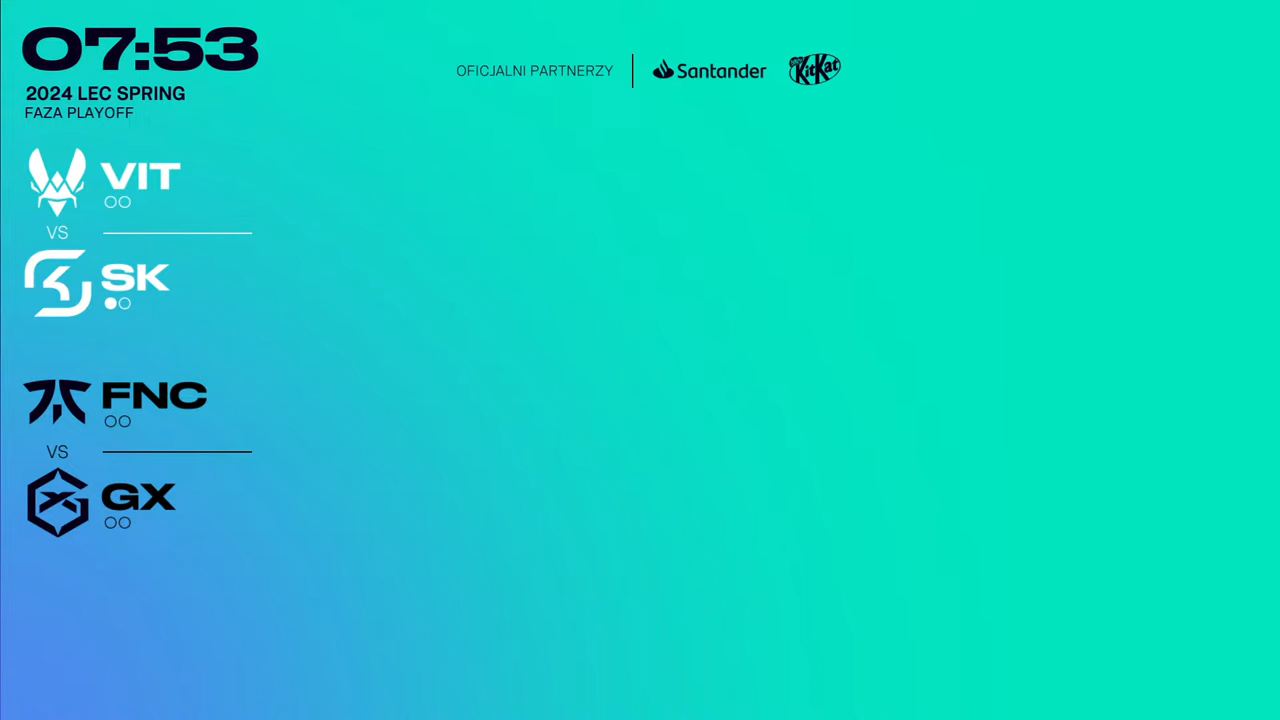 07:53
2024 LEC SPRING
FAZA PLAYOFF
OFICJALNI PARTNERZY
Santander
KitKat
VIT
VS
SK
FNC
VS
GX